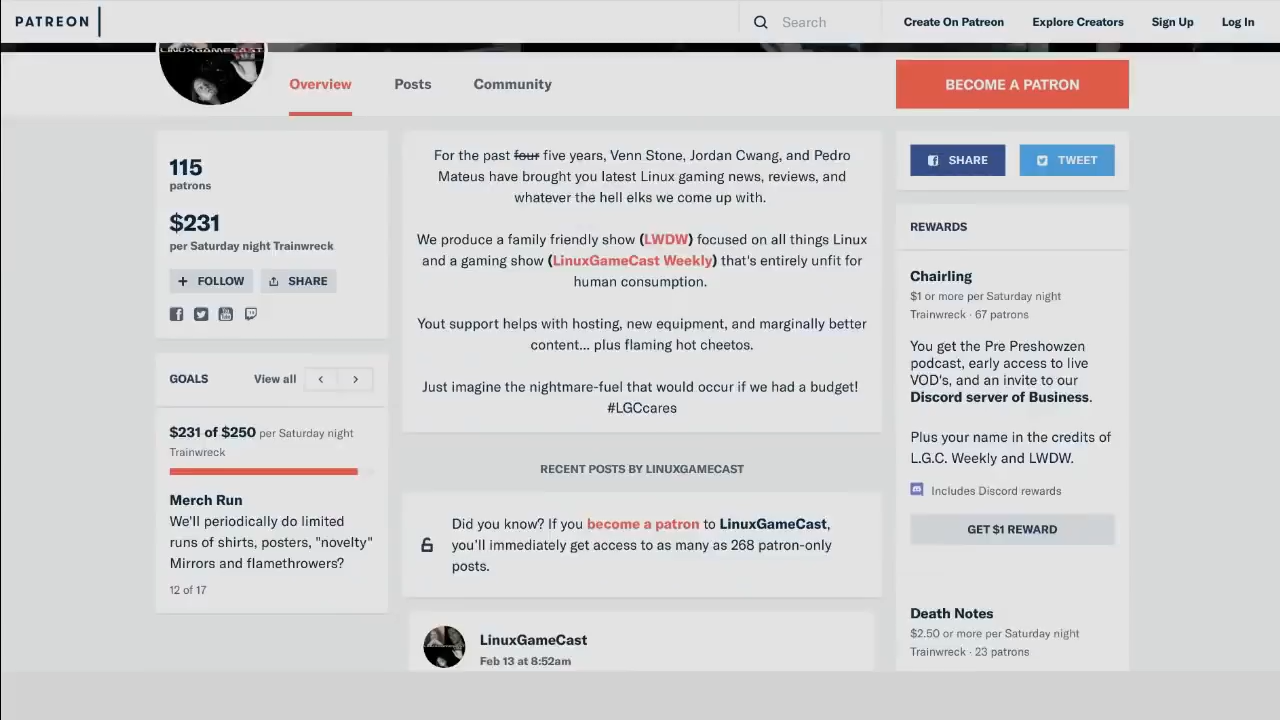 PATREON
Search
Create On Patreon
Explore Creators
Sign Up
Log In
LINUXGAMECAST
Overview
Posts
Community
BECOME A PATRON
115
patrons
$231
per Saturday night Trainwreck
FOLLOW
SHARE
GOALS
View all
$231 of $250 per Saturday night
Trainwreck
Merch Run
We'll periodically do limited
runs of shirts, posters, "novelty"
Mirrors and flamethrowers?
12 of 17
For the past four five years, Venn Stone, Jordan Cwang, and Pedro
Mateus have brought you latest Linux gaming news, reviews, and
whatever the hell elks we come up with.
We produce a family friendly show (LWDW) focused on all things Linux
and a gaming show (LinuxGameCast Weekly) that's entirely unfit for
human consumption.
Yout support helps with hosting, new equipment, and marginally better
content... plus flaming hot cheetos.
Just imagine the nightmare-fuel that would occur if we had a budget!
#LGCcares
RECENT POSTS BY LINUXGAMECAST
Did you know? If you become a patron to LinuxGameCast,
you'll immediately get access to as many as 268 patron-only
posts.
LinuxGameCast
Feb 13 at 8:52am
SHARE
TWEET
REWARDS
Chairling
$1 or more per Saturday night
Trainwreck · 67 patrons
You get the Pre Preshowzen
podcast, early access to live
VOD's, and an invite to our
Discord server of Business.
Plus your name in the credits of
L.G.C. Weekly and LWDW.
Includes Discord rewards
GET $1 REWARD
Death Notes
$2.50 or more per Saturday night
Trainwreck · 23 patrons